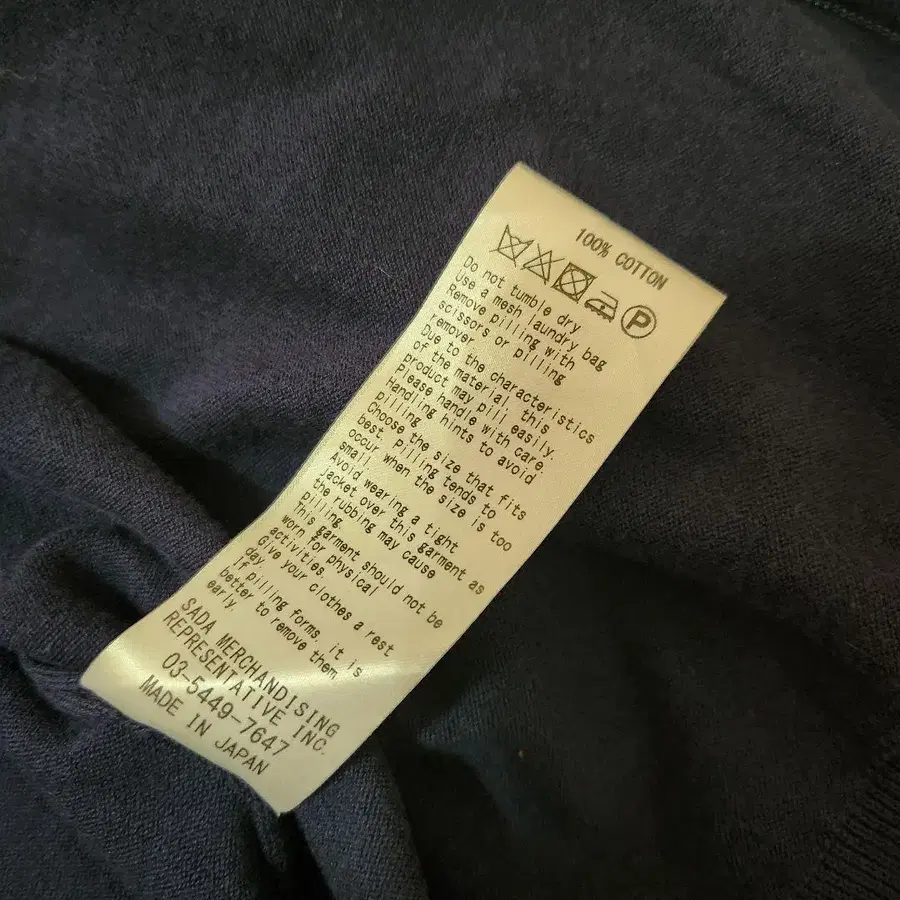 100% COTTON
P
Do not tumble dry
Use a mesh laundry bag
Remove pilling with
scissors or pilling
remover.
Due to the characteristics
of the material, this
product may pill easily.
Please handle with care.
Handling hints to avoid
pilling:
Choose the size that fits
best. Pilling tends to
occur when the size is too
small.
Avoid wearing a tight
jacket over this garment as
the rubbing may cause
pilling.
This garment should not be
worn for physical
activities.
Give your clothes a rest
day.
If pilling forms, it is
better to remove them
early.
SADA MERCHANDISING
REPRESENTATIVE INC.
03-5449-7647
MADE IN JAPAN